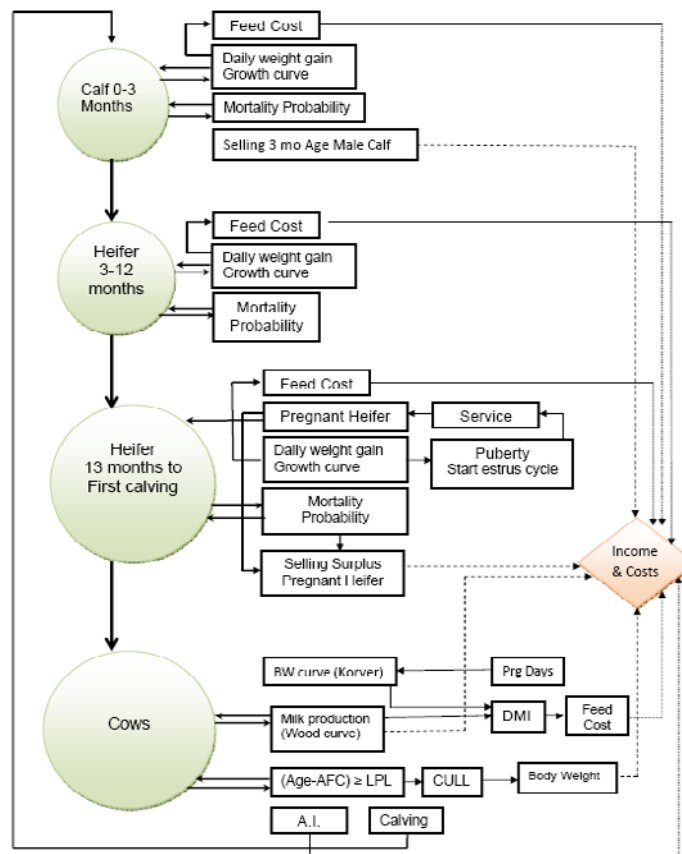 Feed Cost
Calf 0-3
Months
Daily weight gain
Growth curve
Mortality Probability
Selling 3 mo Age Male Calf
Feed Cost
Heifer
3-12
months
Daily weight gain
Growth curve
Mortality
Probability
Feed Cost
Pregnant Heifer
Service
Heifer
13 months to
First calving
Daily weight gain
Growth curve
Puberty
Start estrus cycle
Mortality
Probability
Selling Surplus
Pregnant Heifer
Income
& Costs
BW curve (Korver)
Prg Days
Cows
Milk production
(Wood curve)
DMI
Feed
Cost
(Age-AFC) ≥ LPL
CULL
Body Weight
A.I.
Calving